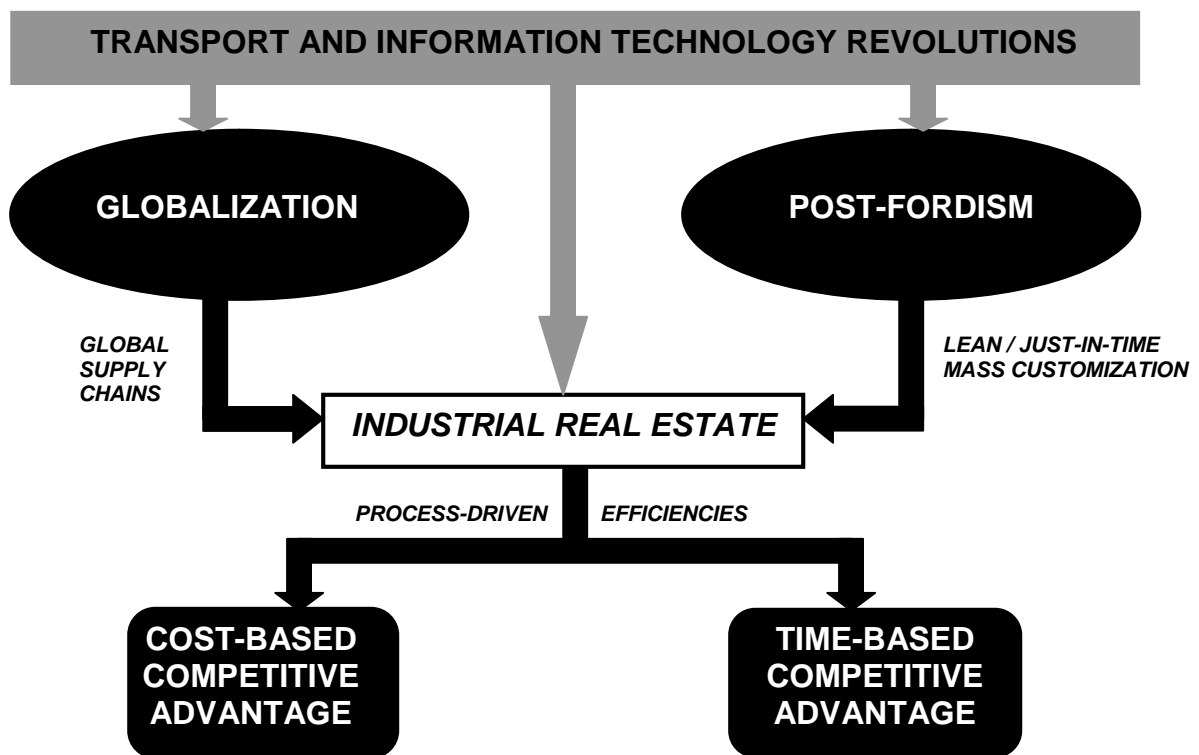 TRANSPORT AND INFORMATION TECHNOLOGY REVOLUTIONS
GLOBALIZATION
POST-FORDISM
GLOBAL
SUPPLY
CHAINS
LEAN / JUST-IN-TIME
MASS CUSTOMIZATION
INDUSTRIAL REAL ESTATE
PROCESS-DRIVEN EFFICIENCIES
COST-BASED
COMPETITIVE
ADVANTAGE
TIME-BASED
COMPETITIVE
ADVANTAGE